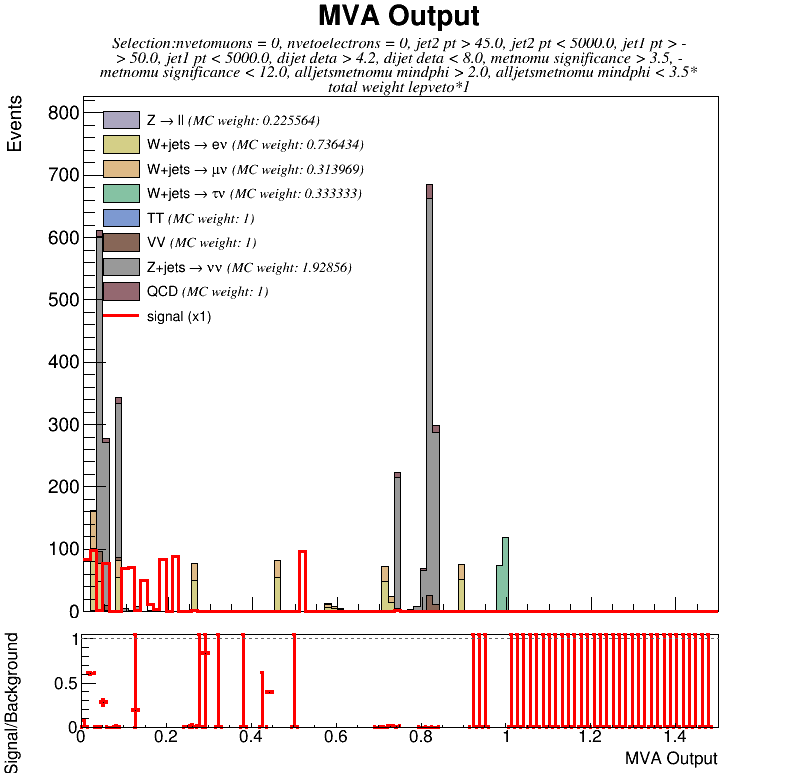 MVA Output
Selection:nvetomuons = 0, nvetoelectrons = 0, jet2 pt > 45.0, jet2 pt < 5000.0, jet1 pt > -
> 50.0, jet1 pt < 5000.0, dijet deta > 4.2, dijet deta < 8.0, metnomu significance > 3.5, -
metnomu significance < 12.0, alljetsmetnomu mindphi > 2.0, alljetsmetnomu mindphi < 3.5*
total weight lepveto*1
Events
800
700
600
500
400
300
200
100
0
Z → ll (MC weight: 0.225564)
W+jets → eν (MC weight: 0.736434)
W+jets → μν (MC weight: 0.313969)
W+jets → τν (MC weight: 0.333333)
TT (MC weight: 1)
VV (MC weight: 1)
Z+jets → νν (MC weight: 1.92856)
QCD (MC weight: 1)
signal (x1)
Signal/Background
1
0.5
0
0 0.2 0.4 0.6 0.8 1 1.2 1.4
MVA Output